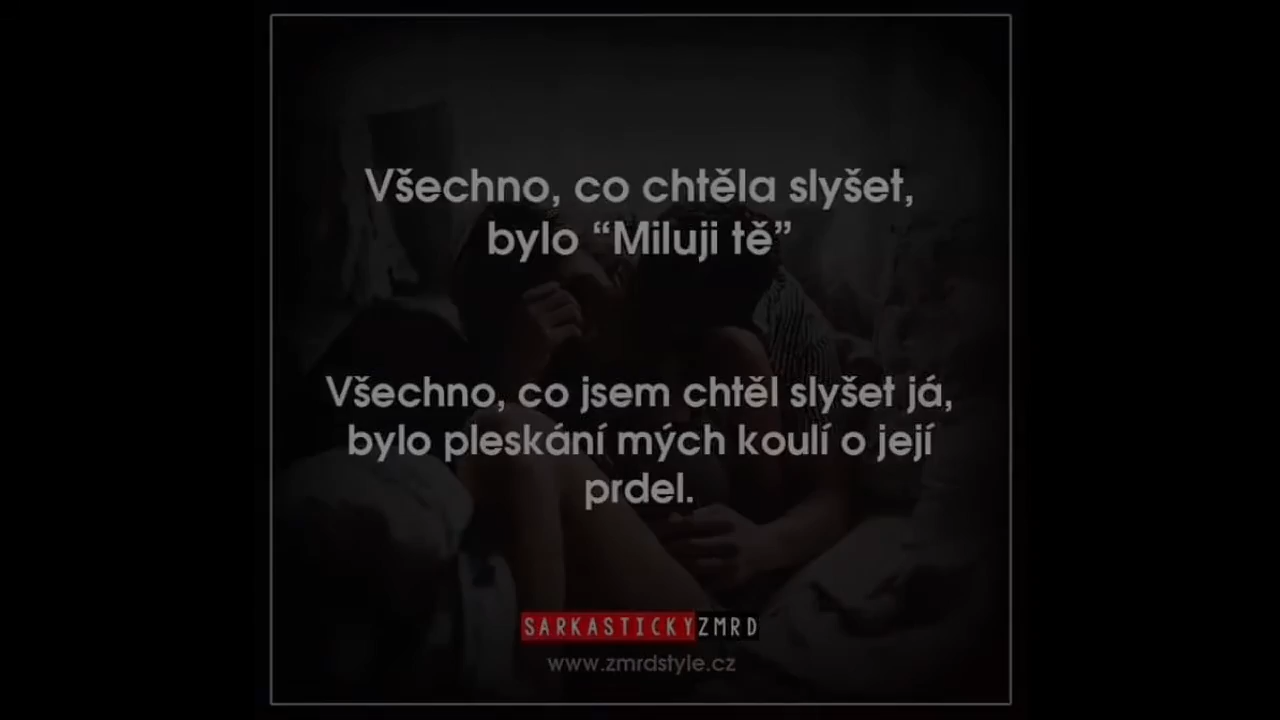 Všechno, co chtěla slyšet,
bylo “Miluji tě”
Všechno, co jsem chtěl slyšet já,
bylo pleskání mých koulí o její
prdel.
SARKASTICKYZMRD
www.zmrdstyle.cz